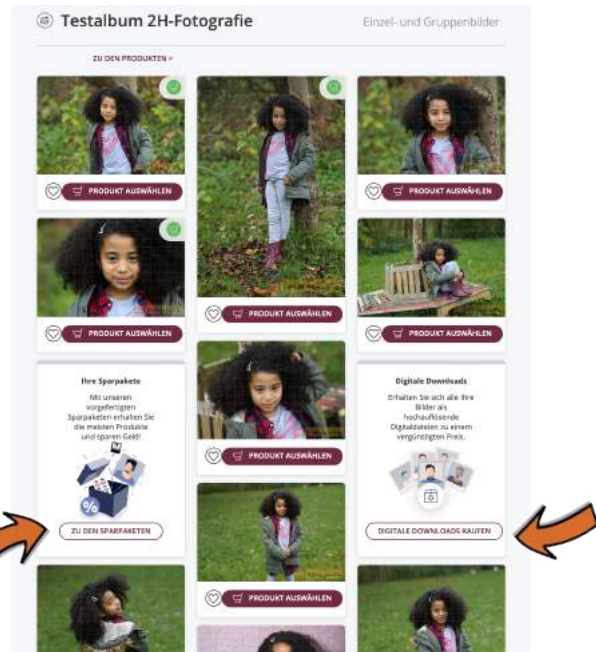 Testalbum 2H-Fotografie
Einzel- und Gruppenbilder
ZU DEN PRODUKTEN »
PRODUKT AUSWÄHLEN
PRODUKT AUSWÄHLEN
PRODUKT AUSWÄHLEN
PRODUKT AUSWÄHLEN
PRODUKT AUSWÄHLEN
PRODUKT AUSWÄHLEN
Ihre Sparpakete
Mit unseren
vorgefertigten
Sparpaketen erhalten Sie
die meisten Produkte
und sparen Geld!
%
ZU DEN SPARPAKETEN
PRODUKT AUSWÄHLEN
Digitale Downloads
Erhalten Sie sich alle Ihre
Bilder als
hochauflösende
Digitaldateien zu einem
vergünstigten Preis.
DIGITALE DOWNLOADS KAUFEN
PRODUKT AUSWÄHLEN